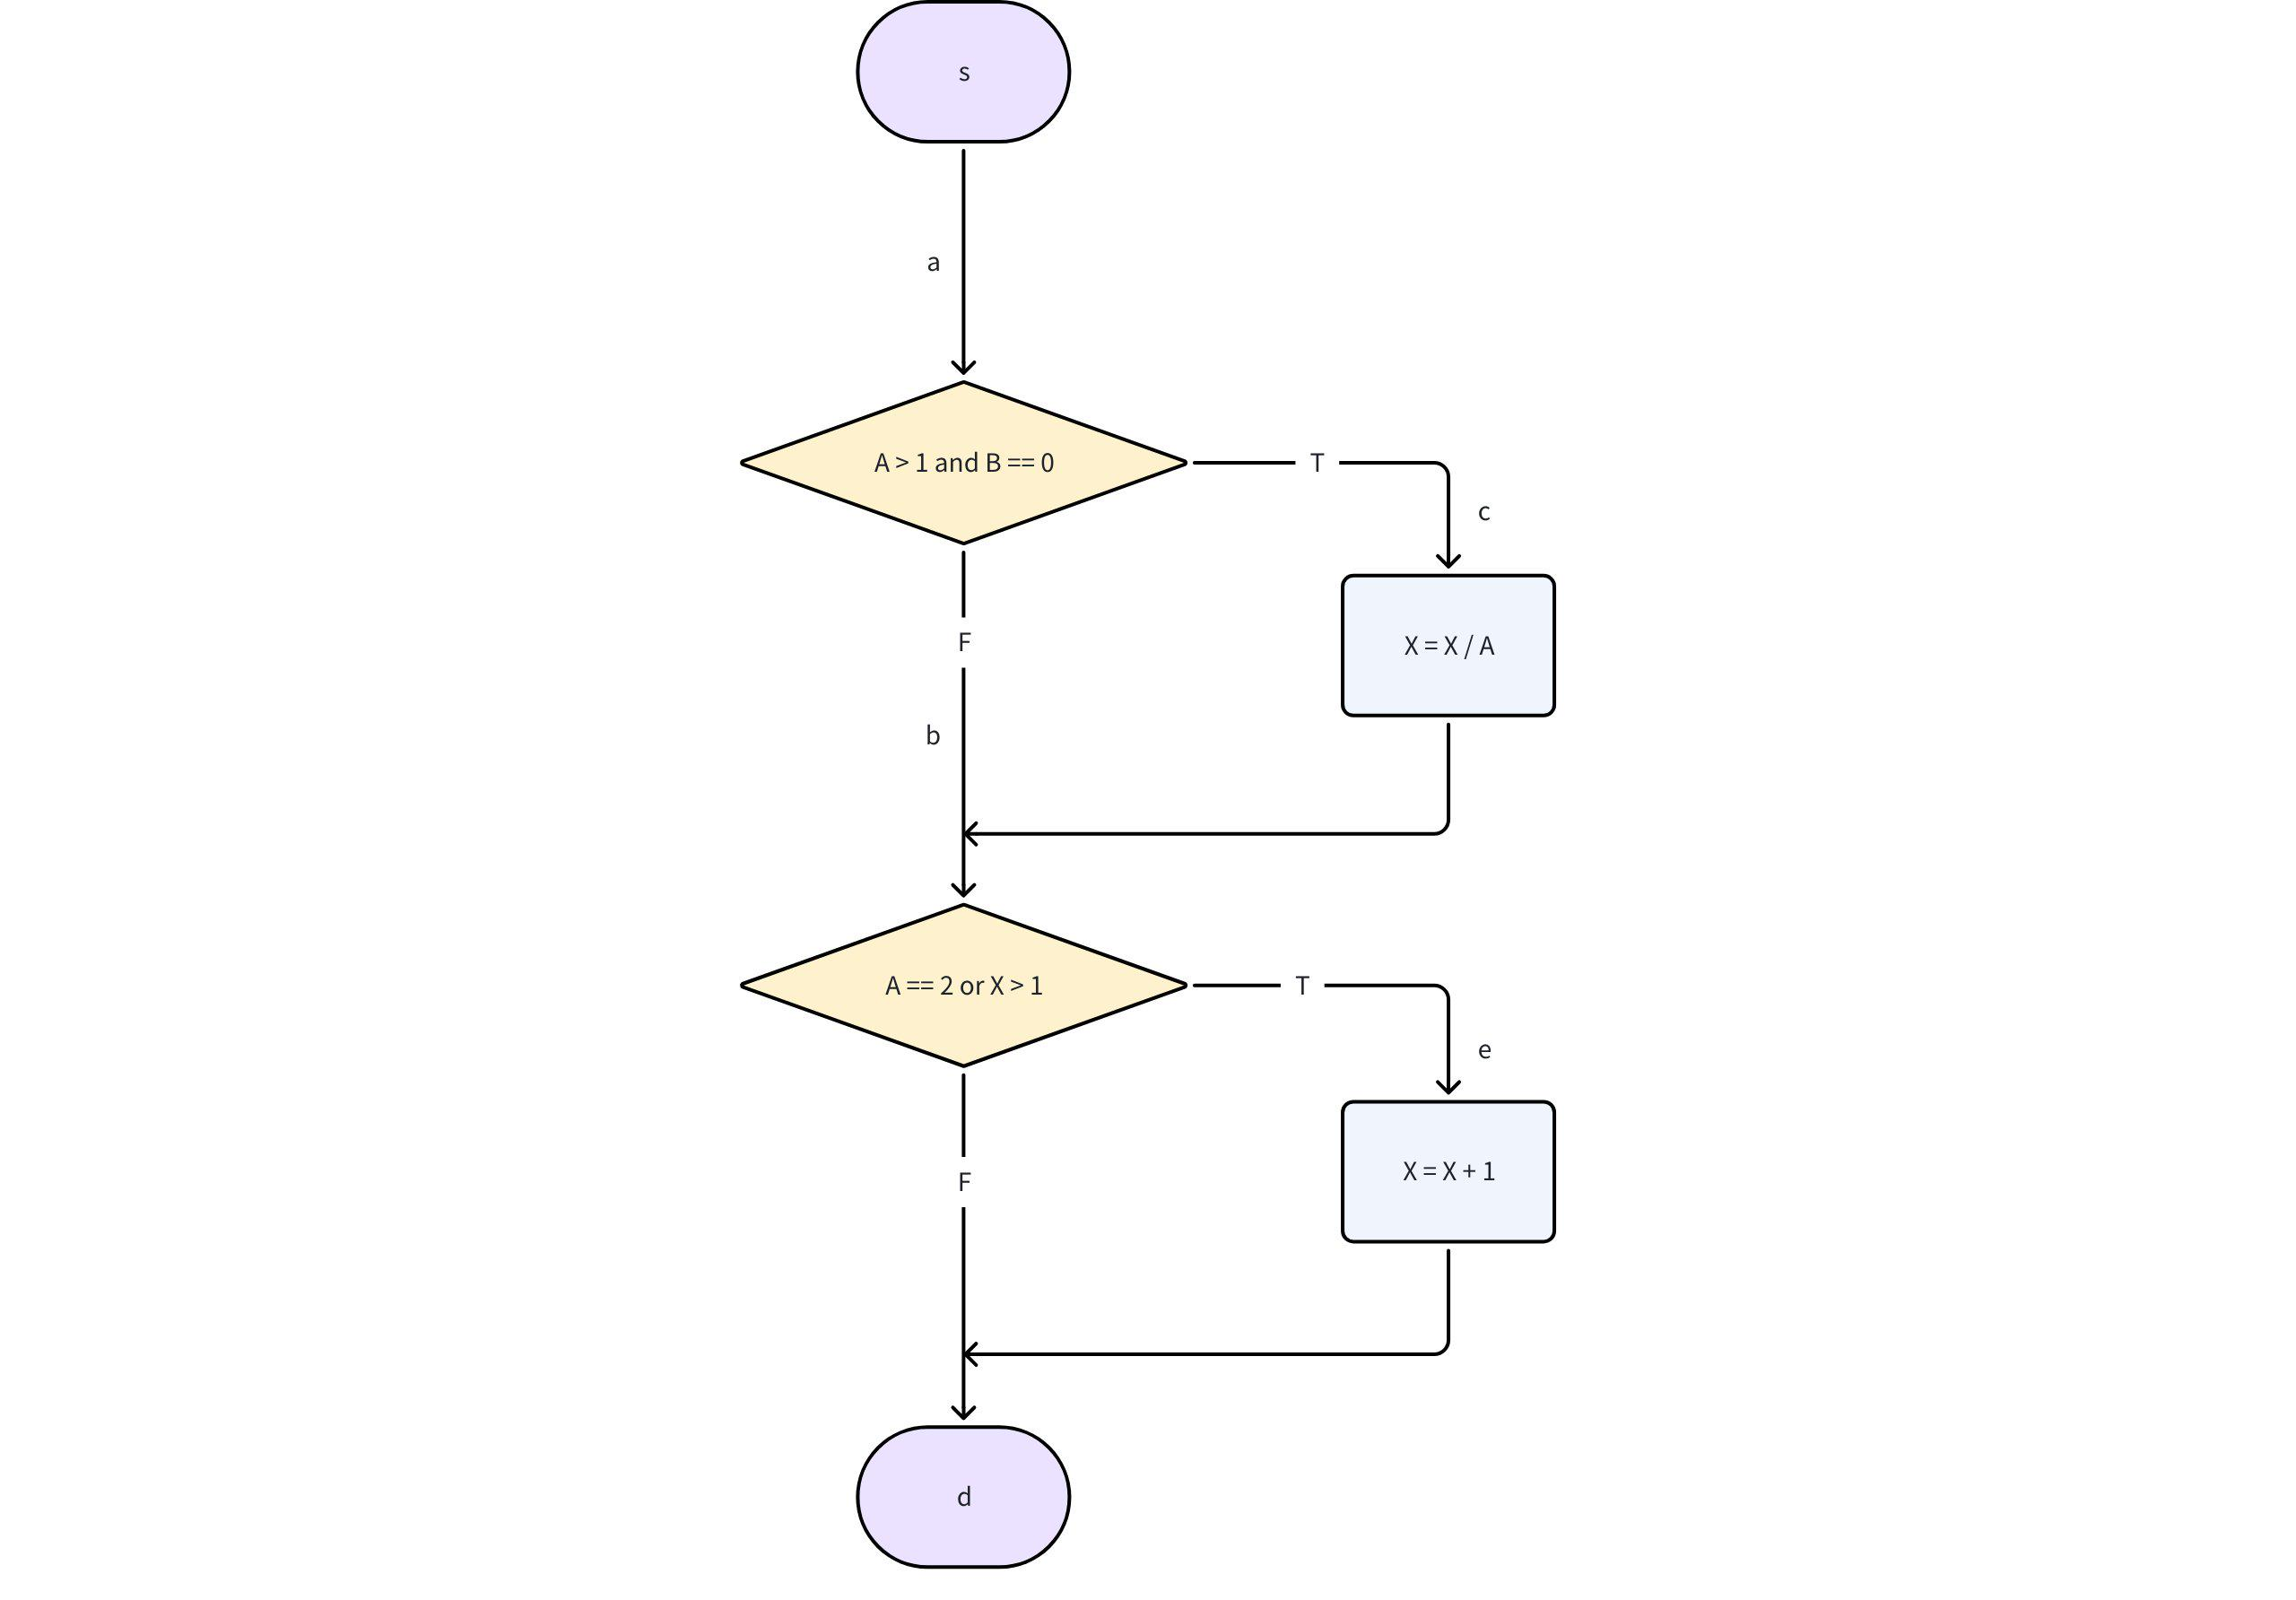 s
a
A > 1 and B == 0
T
c
X = X / A
F
b
A == 2 or X > 1
T
e
X = X + 1
F
d